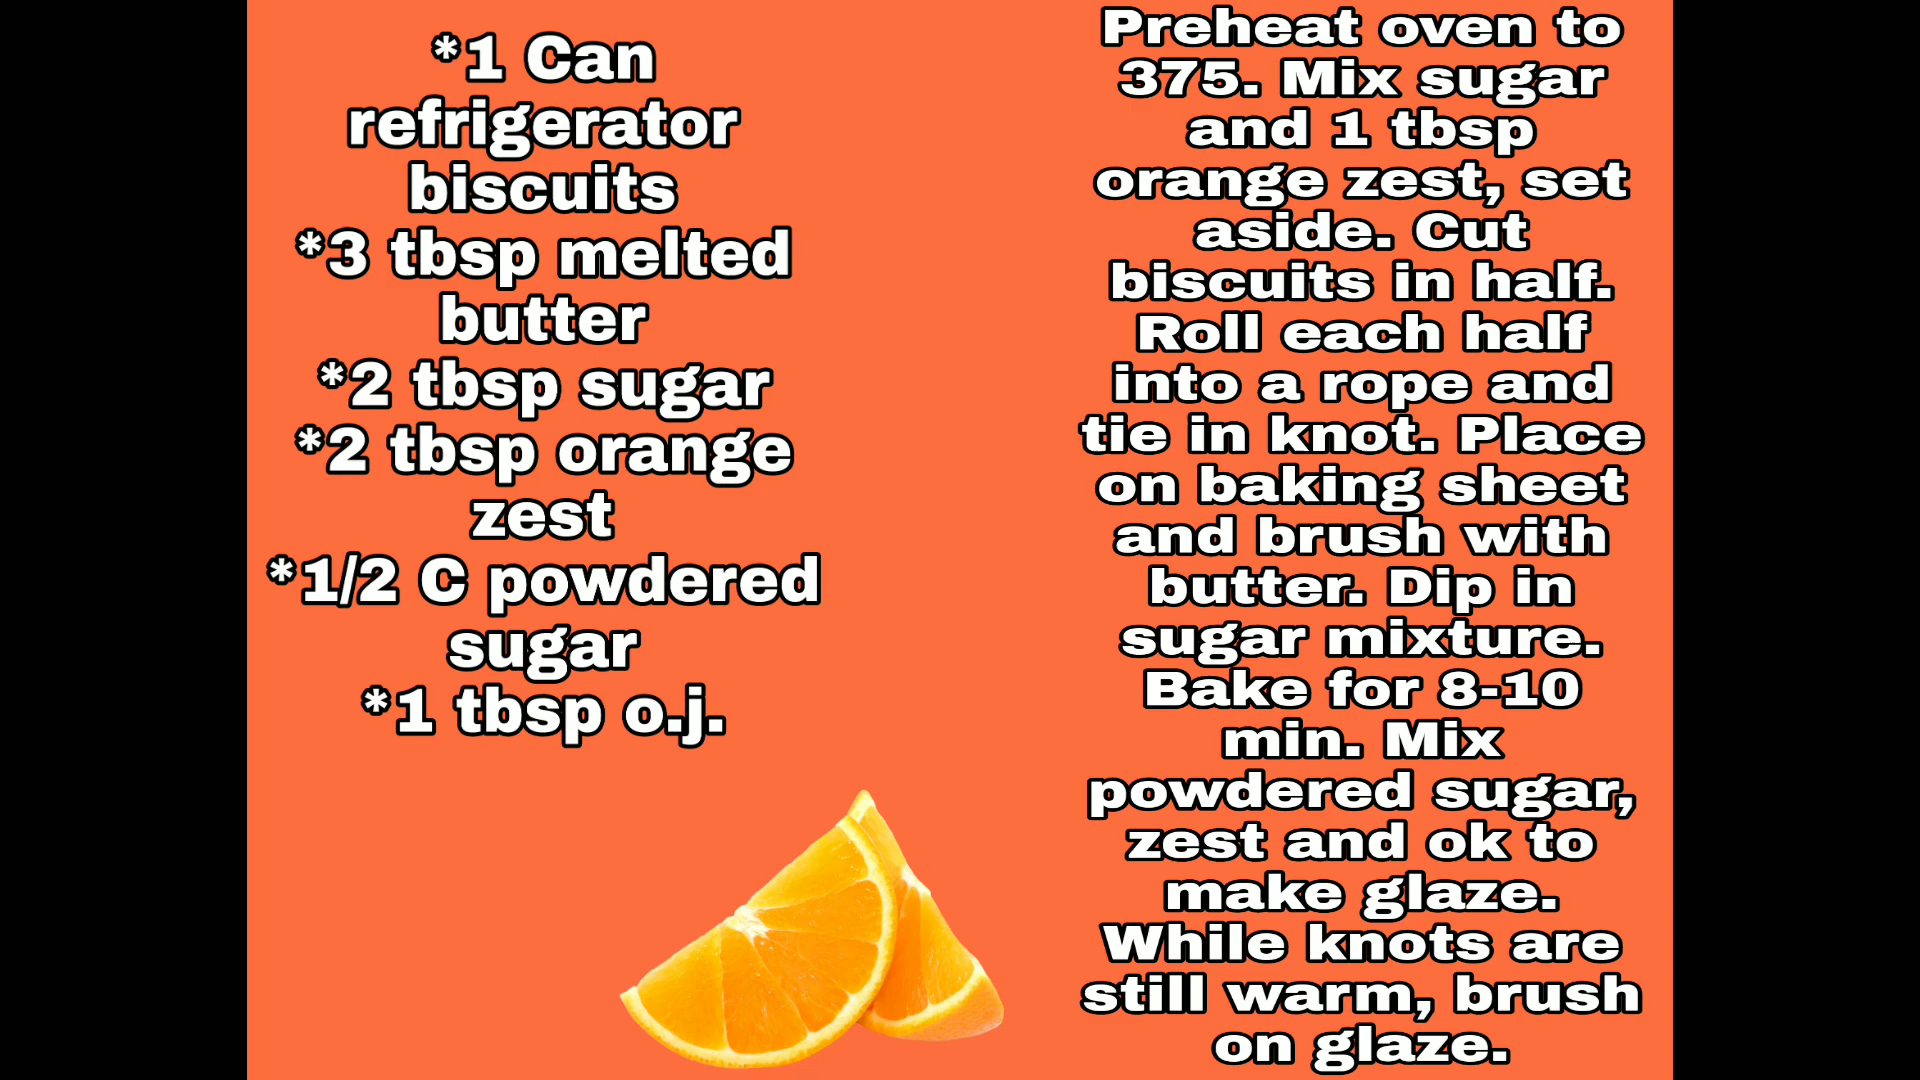 *1 Can
refrigerator
biscuits
*3 tbsp melted
butter
*2 tbsp sugar
*2 tbsp orange
zest
*1/2 C powdered
sugar
*1 tbsp o.j.
Preheat oven to
375. Mix sugar
and 1 tbsp
orange zest, set
aside. Cut
biscuits in half.
Roll each half
into a rope and
tie in knot. Place
on baking sheet
and brush with
butter. Dip in
sugar mixture.
Bake for 8-10
min. Mix
powdered sugar,
zest and ok to
make glaze.
While knots are
still warm, brush
on glaze.